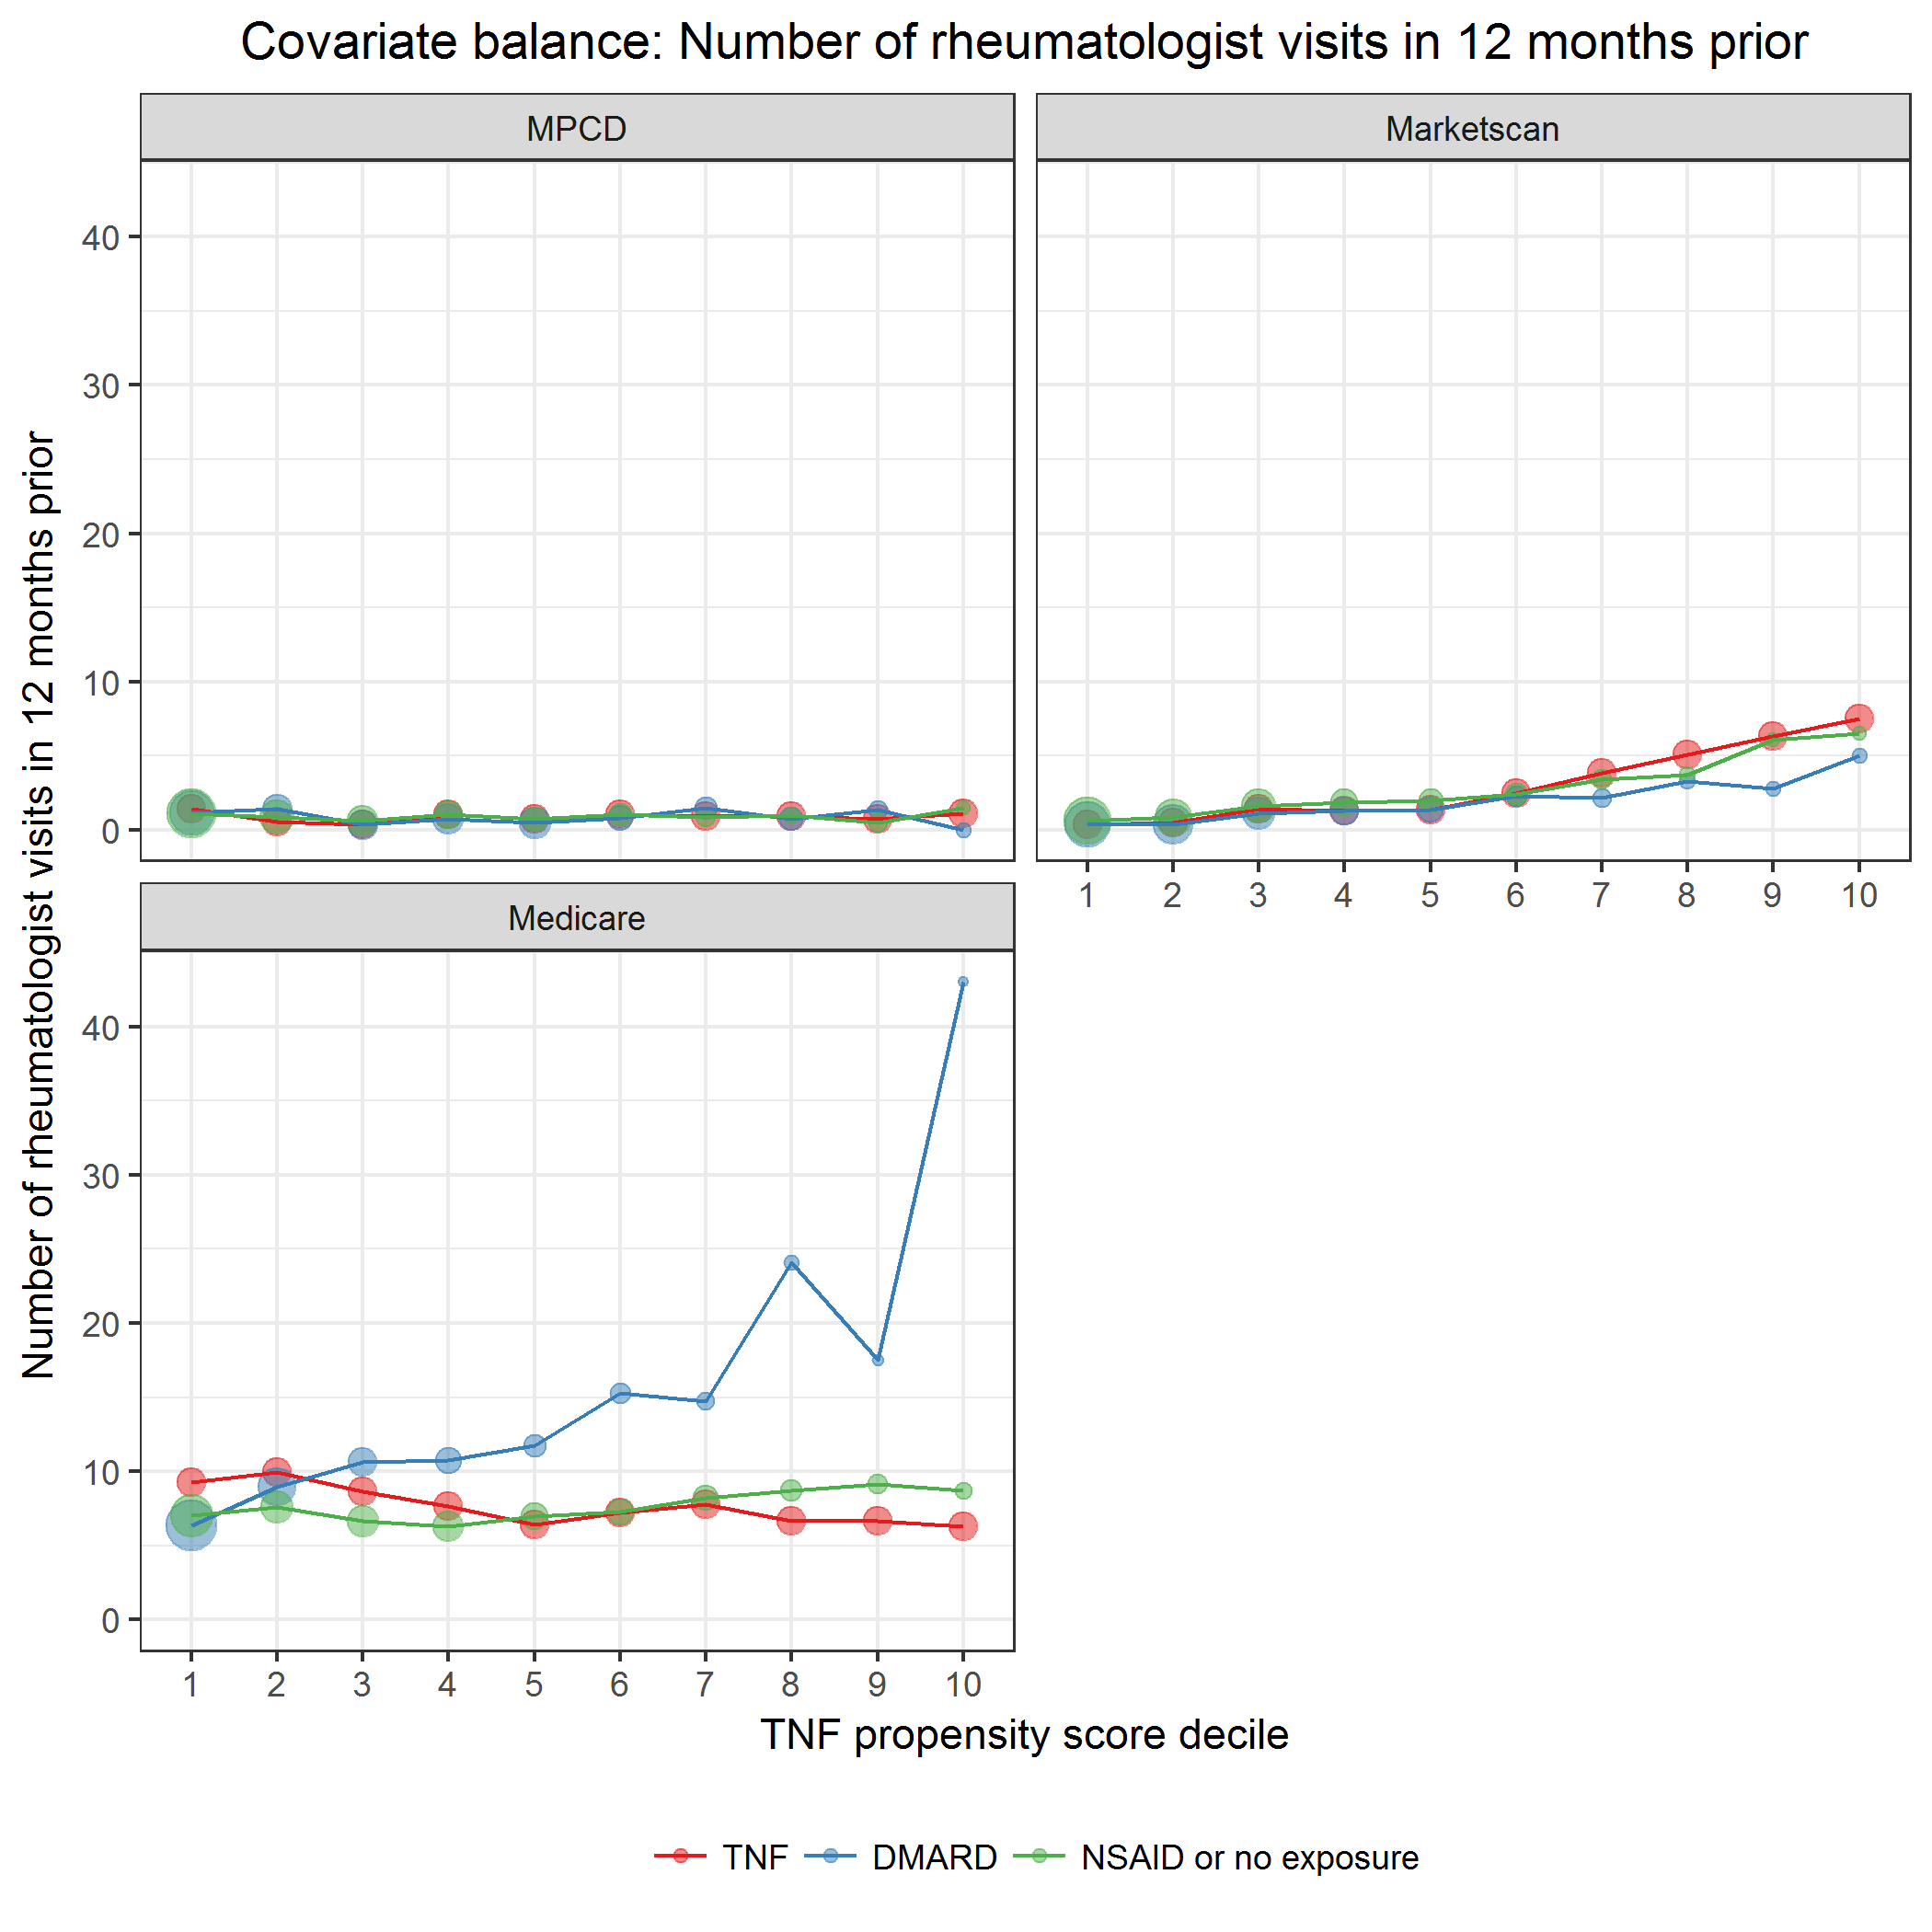 Covariate balance: Number of rheumatologist visits in 12 months prior
MPCD
Marketscan
40
30
20
10
0
1 2 3 4 5 6 7 8 9 10
Medicare
40
30
20
10
0
1 2 3 4 5 6 7 8 9 10
Number of rheumatologist visits in 12 months prior
TNF propensity score decile
TNF DMARD NSAID or no exposure